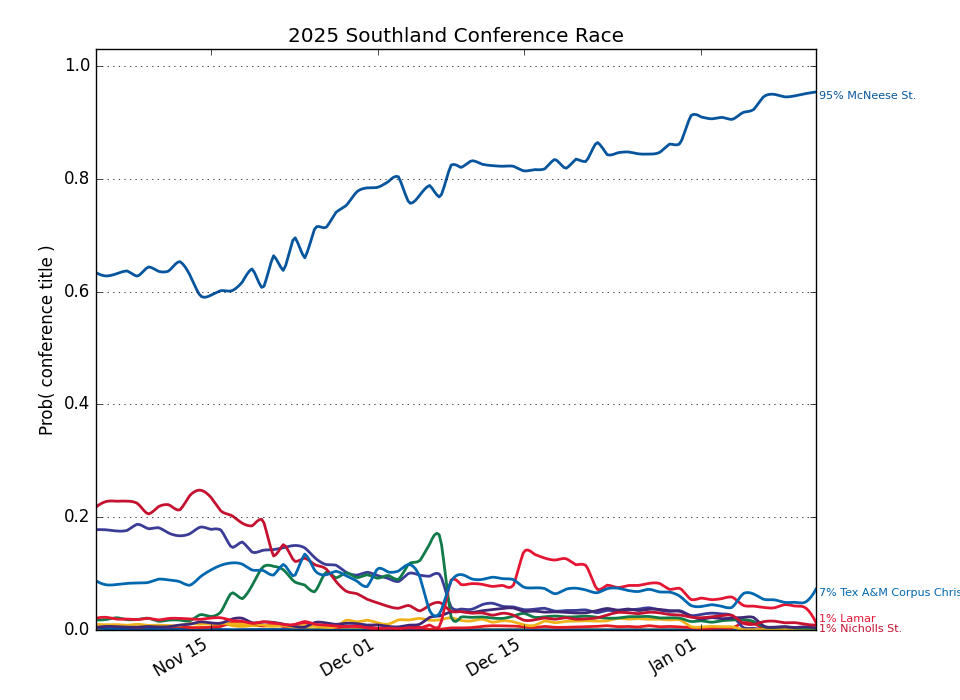 2025 Southland Conference Race
1.0
95% McNeese St.
0.8
0.6
Prob( conference title )
0.4
0.2
7% Tex A&M Corpus Chris
1% Lamar
0.0
1% Nicholls St.
Nov 15
Dec 01
Dec 15
Jan 01